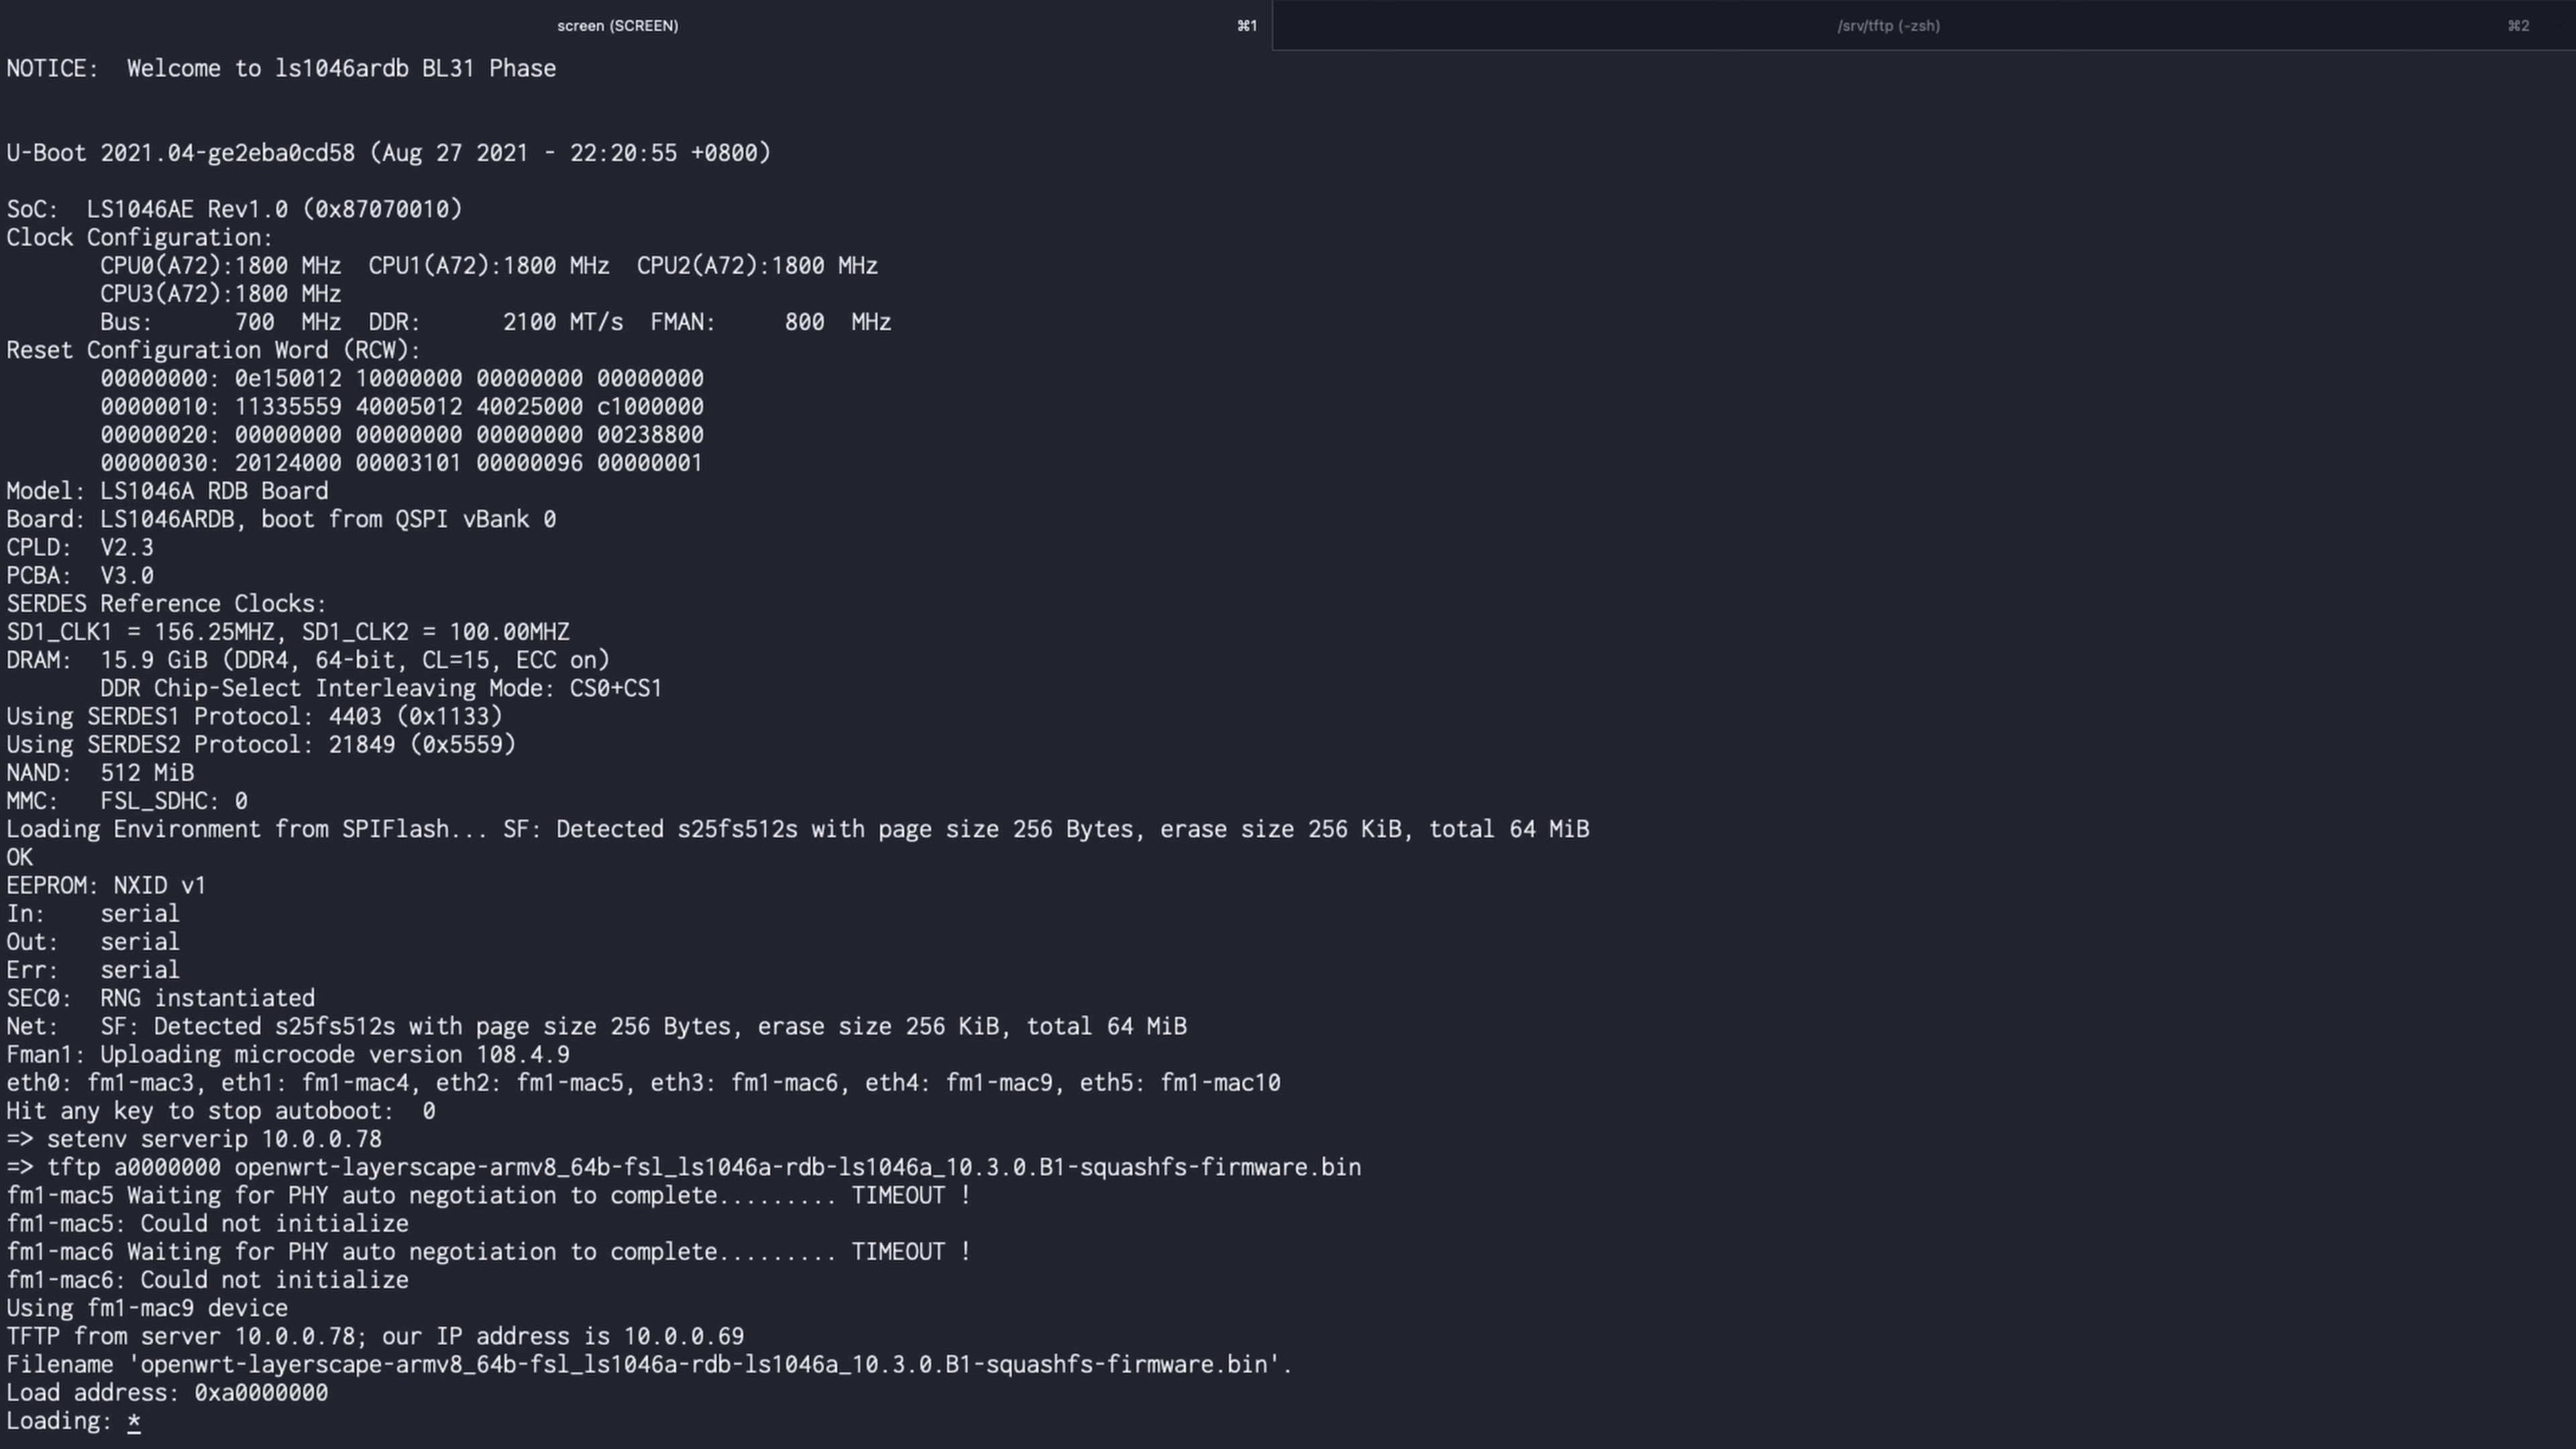 screen (SCREEN) ⌘1 /srv/tftp (-zsh) ⌘2
NOTICE:  Welcome to ls1046ardb BL31 Phase
U-Boot 2021.04-ge2eba0cd58 (Aug 27 2021 - 22:20:55 +0800)
SoC:  LS1046AE Rev1.0 (0x87070010)
Clock Configuration:
       CPU0(A72):1800 MHz  CPU1(A72):1800 MHz  CPU2(A72):1800 MHz
       CPU3(A72):1800 MHz
       Bus:      700  MHz  DDR:      2100 MT/s  FMAN:     800  MHz
Reset Configuration Word (RCW):
       00000000: 0e150012 10000000 00000000 00000000
       00000010: 11335559 40005012 40025000 c1000000
       00000020: 00000000 00000000 00000000 00238800
       00000030: 20124000 00003101 00000096 00000001
Model: LS1046A RDB Board
Board: LS1046ARDB, boot from QSPI vBank 0
CPLD:  V2.3
PCBA:  V3.0
SERDES Reference Clocks:
SD1_CLK1 = 156.25MHZ, SD1_CLK2 = 100.00MHZ
DRAM:  15.9 GiB (DDR4, 64-bit, CL=15, ECC on)
       DDR Chip-Select Interleaving Mode: CS0+CS1
Using SERDES1 Protocol: 4403 (0x1133)
Using SERDES2 Protocol: 21849 (0x5559)
NAND:  512 MiB
MMC:   FSL_SDHC: 0
Loading Environment from SPIFlash... SF: Detected s25fs512s with page size 256 Bytes, erase size 256 KiB, total 64 MiB
OK
EEPROM: NXID v1
In:    serial
Out:   serial
Err:   serial
SEC0:  RNG instantiated
Net:   SF: Detected s25fs512s with page size 256 Bytes, erase size 256 KiB, total 64 MiB
Fman1: Uploading microcode version 108.4.9
eth0: fm1-mac3, eth1: fm1-mac4, eth2: fm1-mac5, eth3: fm1-mac6, eth4: fm1-mac9, eth5: fm1-mac10
Hit any key to stop autoboot:  0
=> setenv serverip 10.0.0.78
=> tftp a0000000 openwrt-layerscape-armv8_64b-fsl_ls1046a-rdb-ls1046a_10.3.0.B1-squashfs-firmware.bin
fm1-mac5 Waiting for PHY auto negotiation to complete......... TIMEOUT !
fm1-mac5: Could not initialize
fm1-mac6 Waiting for PHY auto negotiation to complete......... TIMEOUT !
fm1-mac6: Could not initialize
Using fm1-mac9 device
TFTP from server 10.0.0.78; our IP address is 10.0.0.69
Filename 'openwrt-layerscape-armv8_64b-fsl_ls1046a-rdb-ls1046a_10.3.0.B1-squashfs-firmware.bin'.
Load address: 0xa0000000
Loading: *